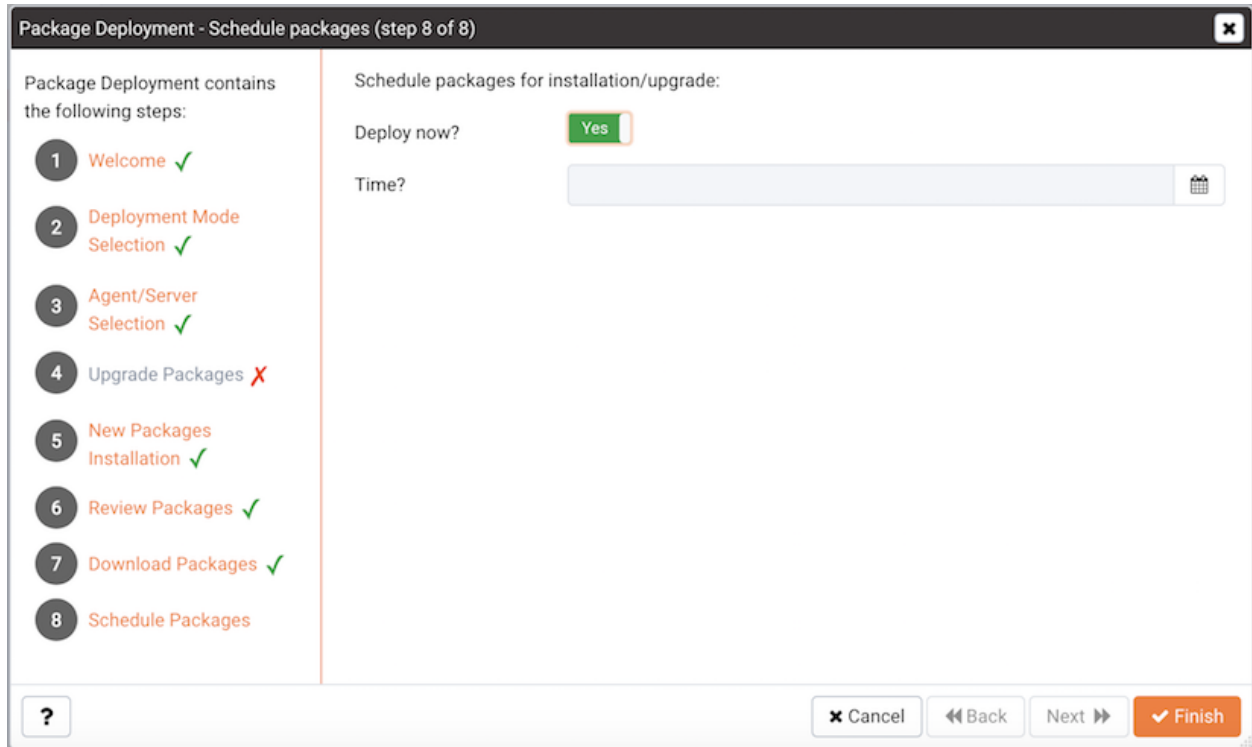 Package Deployment - Schedule packages (step 8 of 8)
Package Deployment contains
the following steps:
1 Welcome
2 Deployment Mode
Selection
3 Agent/Server
Selection
4 Upgrade Packages
5 New Packages
Installation
6 Review Packages
7 Download Packages
8 Schedule Packages
Schedule packages for installation/upgrade:
Deploy now? Yes
Time?
? Cancel Back Next Finish